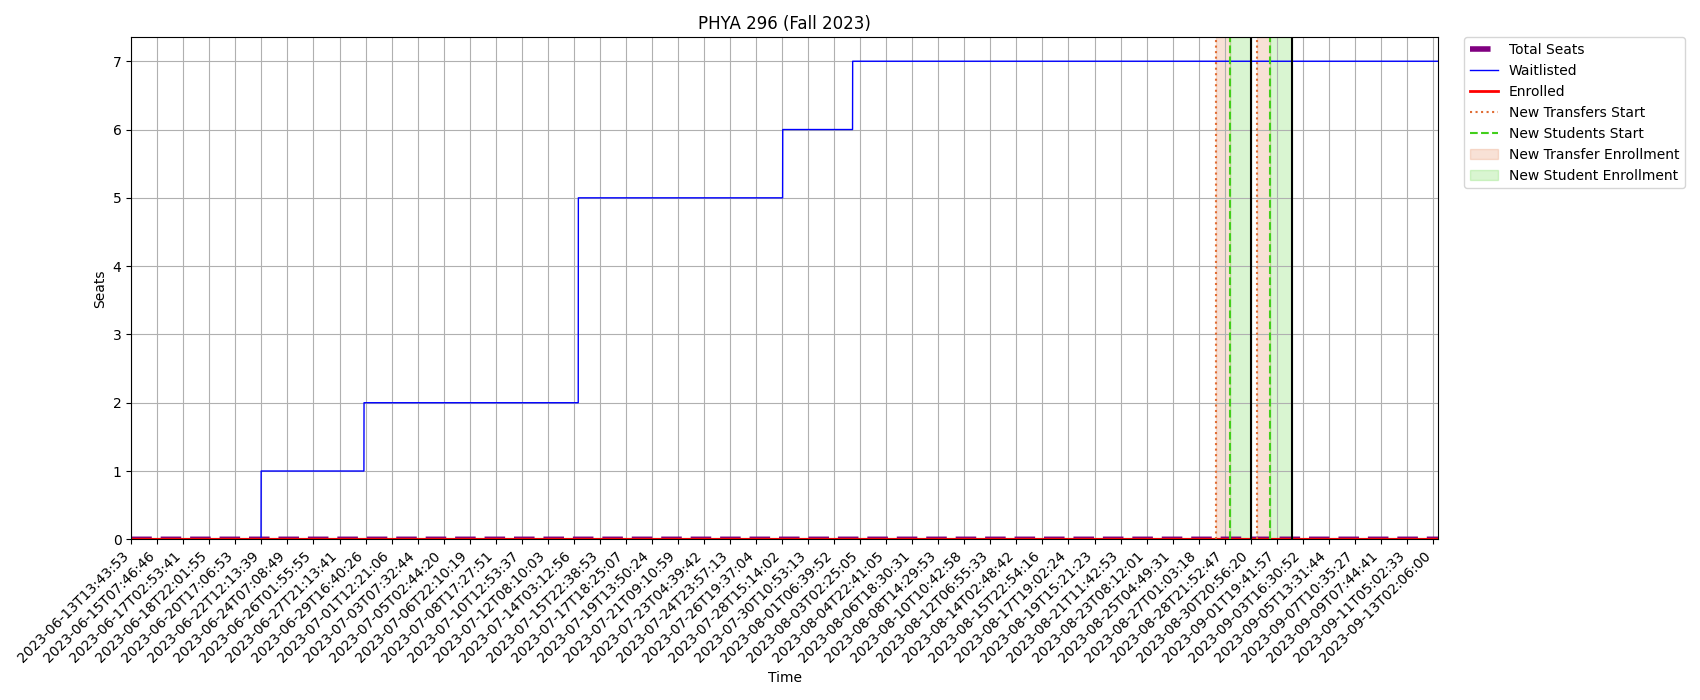 PHYA 296 (Fall 2023)
Total Seats
Waitlisted
Enrolled
New Transfers Start
New Students Start
New Transfer Enrollment
New Student Enrollment
7
6
5
4
3
2
1
0
Seats
2023-06-13T13:43:53
2023-06-15T07:46:46
2023-06-17T02:53:41
2023-06-18T22:01:55
2023-06-20T17:06:53
2023-06-22T12:13:39
2023-06-24T07:08:49
2023-06-26T01:55:55
2023-06-27T21:13:41
2023-06-29T16:40:26
2023-07-01T12:21:06
2023-07-03T07:32:44
2023-07-05T02:44:20
2023-07-06T22:10:19
2023-07-08T17:27:51
2023-07-10T12:53:37
2023-07-12T08:10:03
2023-07-14T03:12:56
2023-07-15T22:38:53
2023-07-17T18:25:07
2023-07-19T13:50:24
2023-07-21T09:10:59
2023-07-23T04:39:42
2023-07-24T23:57:13
2023-07-26T19:37:04
2023-07-28T15:14:02
2023-07-30T10:53:13
2023-08-01T06:39:52
2023-08-03T02:25:05
2023-08-04T22:41:05
2023-08-06T18:30:31
2023-08-08T14:29:53
2023-08-10T10:42:58
2023-08-12T06:55:33
2023-08-14T02:48:42
2023-08-15T22:54:16
2023-08-17T19:02:24
2023-08-19T15:21:23
2023-08-21T11:42:53
2023-08-23T08:12:01
2023-08-25T04:49:31
2023-08-27T01:03:18
2023-08-28T21:52:47
2023-08-30T20:56:20
2023-09-01T19:41:57
2023-09-03T16:30:52
2023-09-05T13:31:44
2023-09-07T10:35:27
2023-09-09T07:44:41
2023-09-11T05:02:33
2023-09-13T02:06:00
Time